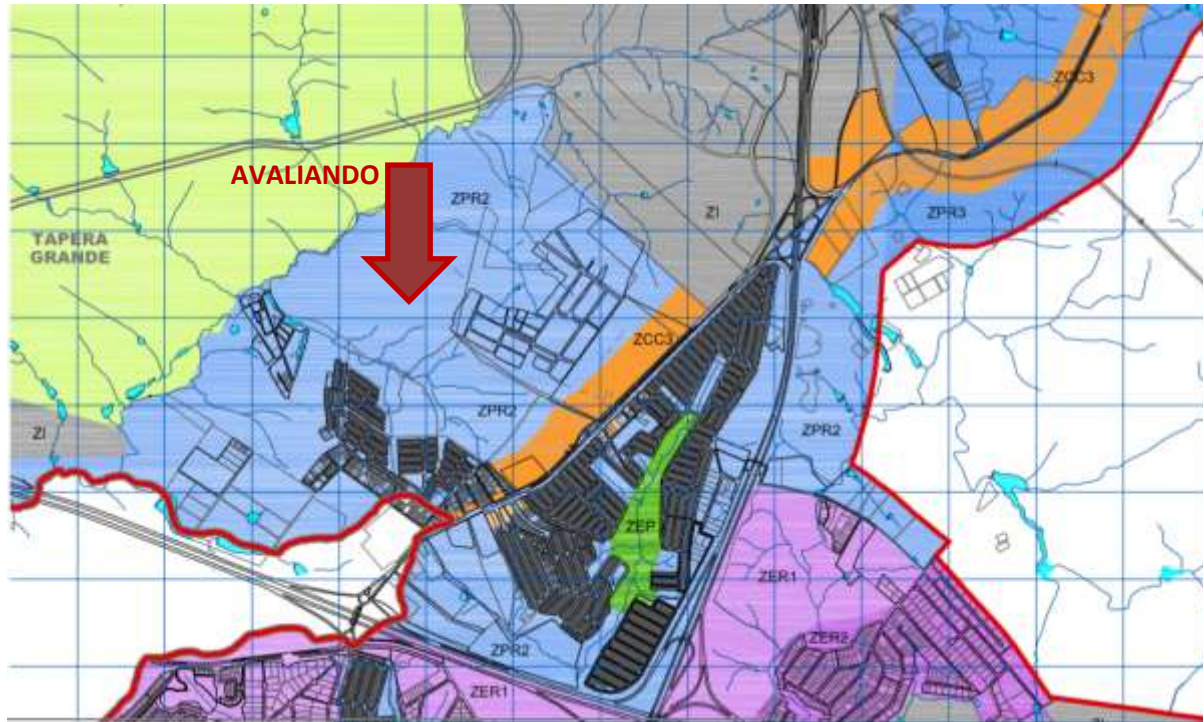 ZCC3
AVALIANDO
ZPR2
ZI
ZPR3
TAPERA
GRANDE
ZCC3
ZPR2
ZPR2
ZI
ZEP
ZER1
ZER2
ZPR2
ZER1